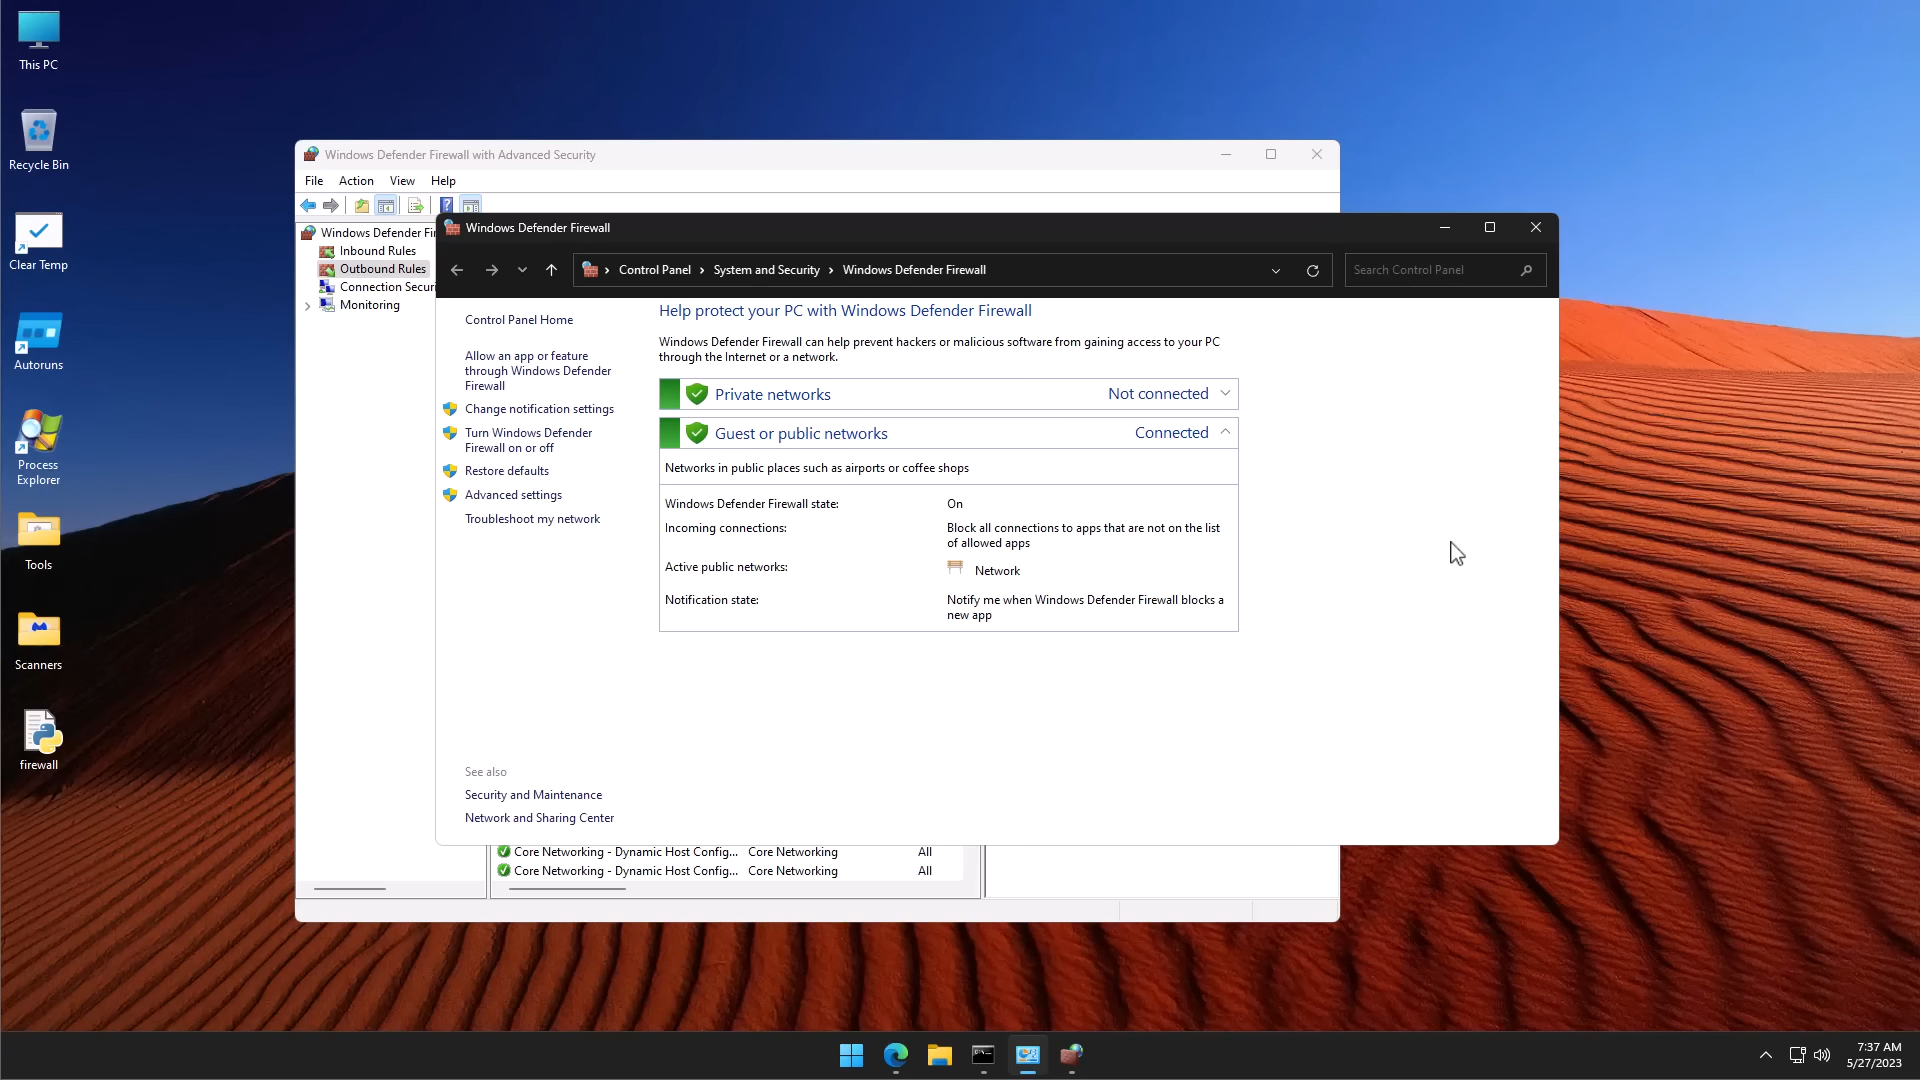 This PC
Recycle Bin
Clear Temp
Autoruns
Process
Explorer
Tools
Scanners
firewall
Windows Defender Firewall with Advanced Security
File Action View Help
Windows Defender Fir
Inbound Rules
Outbound Rules
Connection Securi
Monitoring
Windows Defender Firewall
Control Panel › System and Security › Windows Defender Firewall
Search Control Panel
Control Panel Home
Allow an app or feature
through Windows Defender
Firewall
Change notification settings
Turn Windows Defender
Firewall on or off
Restore defaults
Advanced settings
Troubleshoot my network
See also
Security and Maintenance
Network and Sharing Center
Help protect your PC with Windows Defender Firewall
Windows Defender Firewall can help prevent hackers or malicious software from gaining access to your PC
through the Internet or a network.
Private networks Not connected
Guest or public networks Connected
Networks in public places such as airports or coffee shops
Windows Defender Firewall state: On
Incoming connections: Block all connections to apps that are not on the list
of allowed apps
Active public networks: Network
Notification state: Notify me when Windows Defender Firewall blocks a
new app
Core Networking - Dynamic Host Config... Core Networking All
Core Networking - Dynamic Host Config... Core Networking All
7:37 AM
5/27/2023